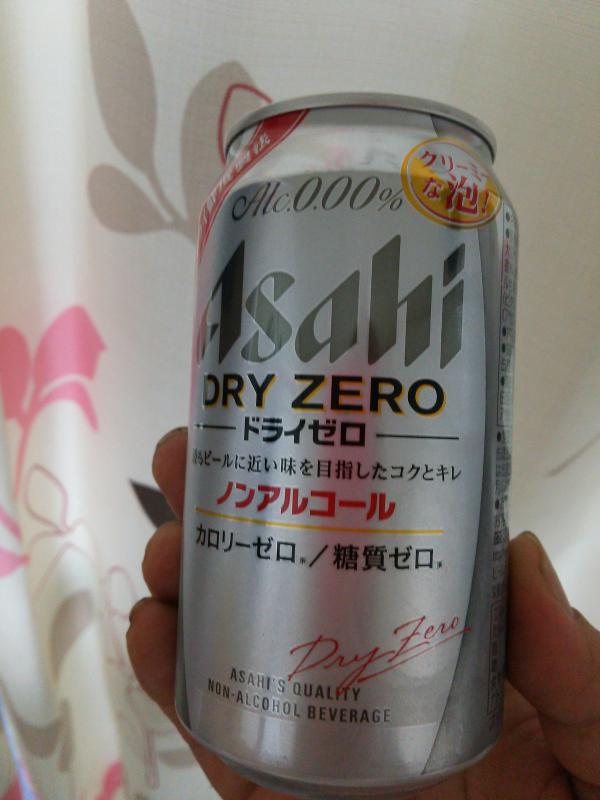 Alc.0.00%
クリーミー
な泡!
Asahi
DRY ZERO
ドライゼロ
ビールに近い味を目指したコクとキレ
ノンアルコール
カロリーゼロ※/糖質ゼロ※
Dry Zero
ASAHI'S QUALITY
NON-ALCOHOL BEVERAGE